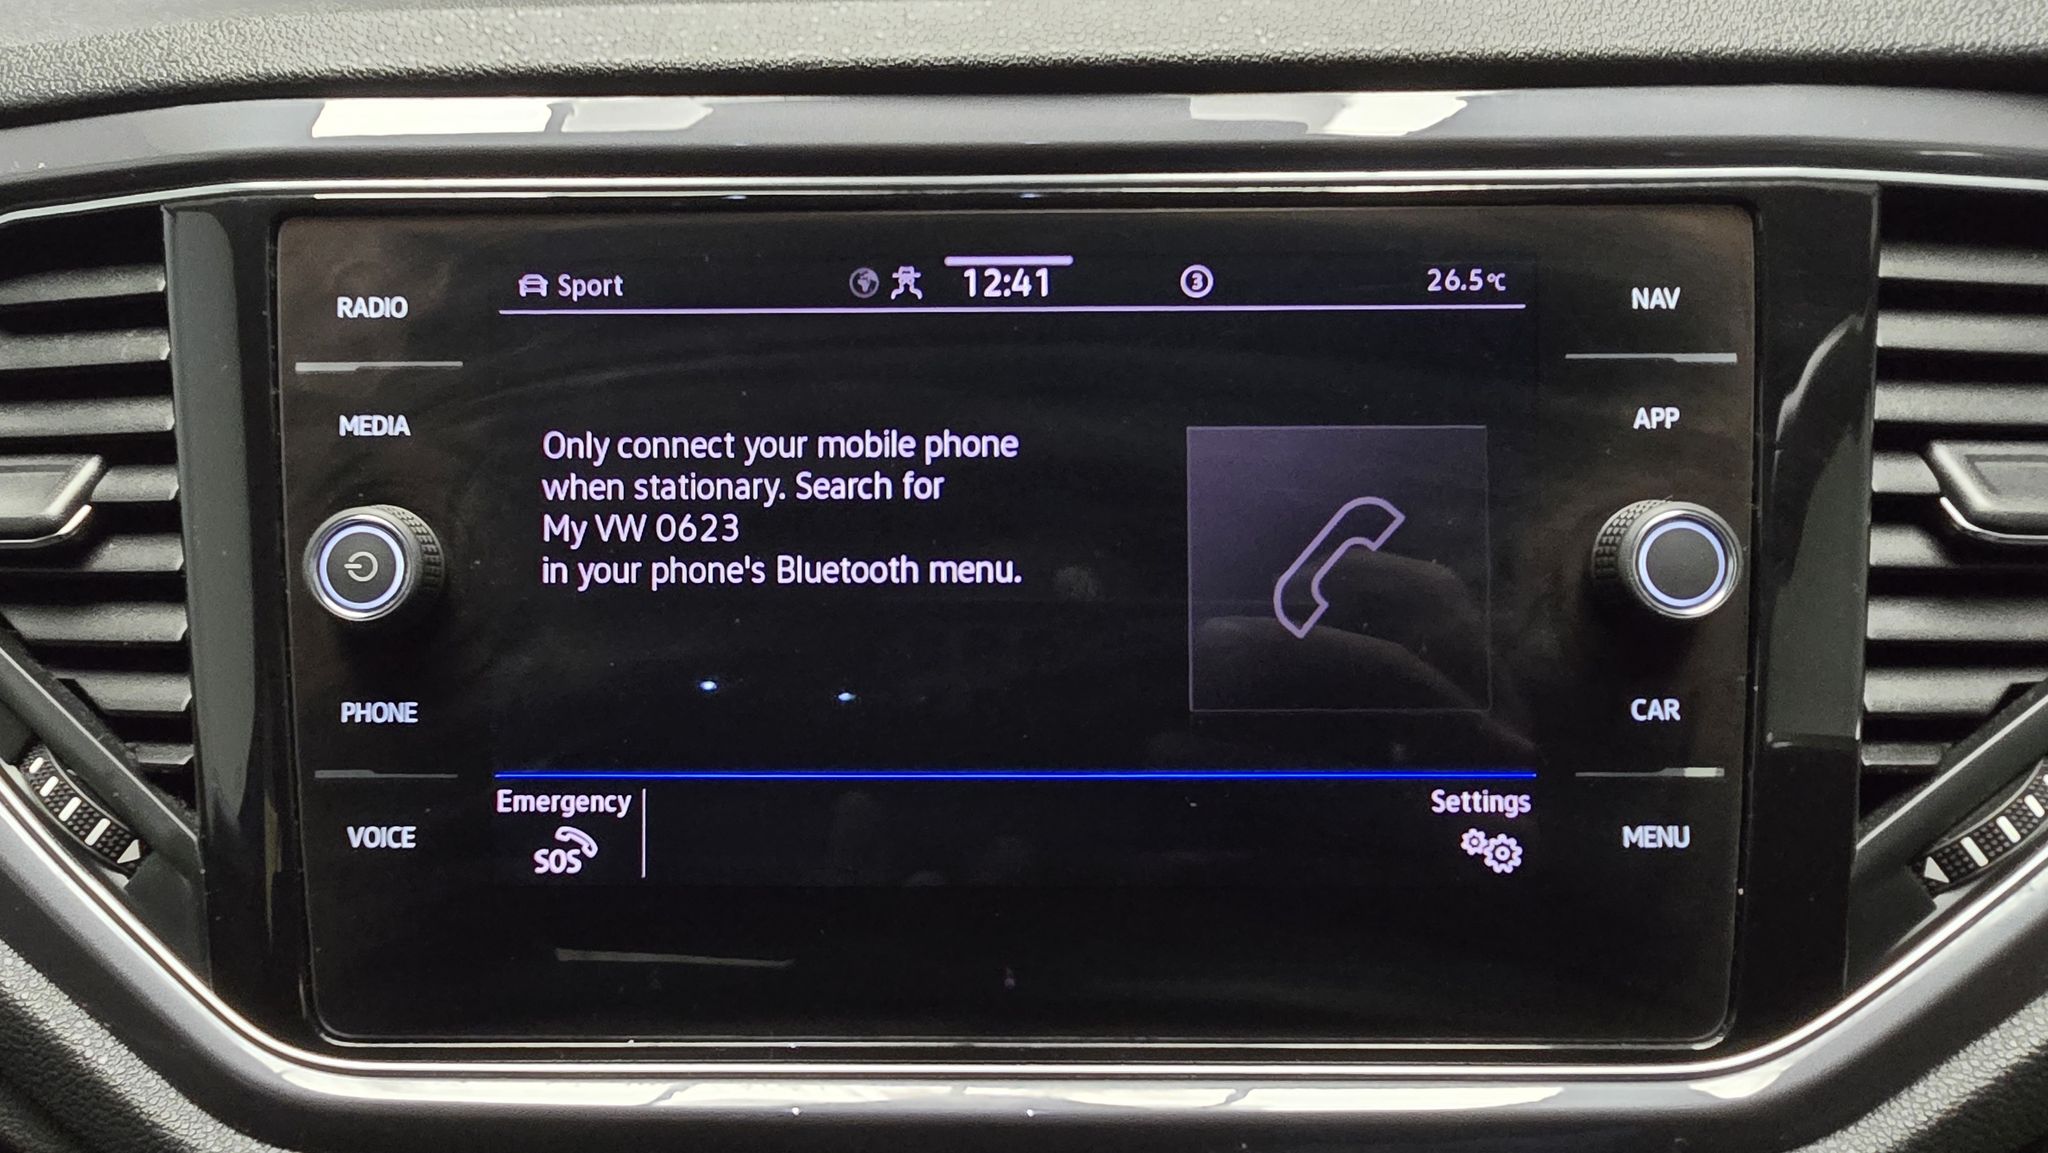 RADIO
MEDIA
PHONE
VOICE
Sport
12:41
3
26.5°C
Only connect your mobile phone
when stationary. Search for
My VW 0623
in your phone's Bluetooth menu.
Emergency
SOS
Settings
NAV
APP
CAR
MENU